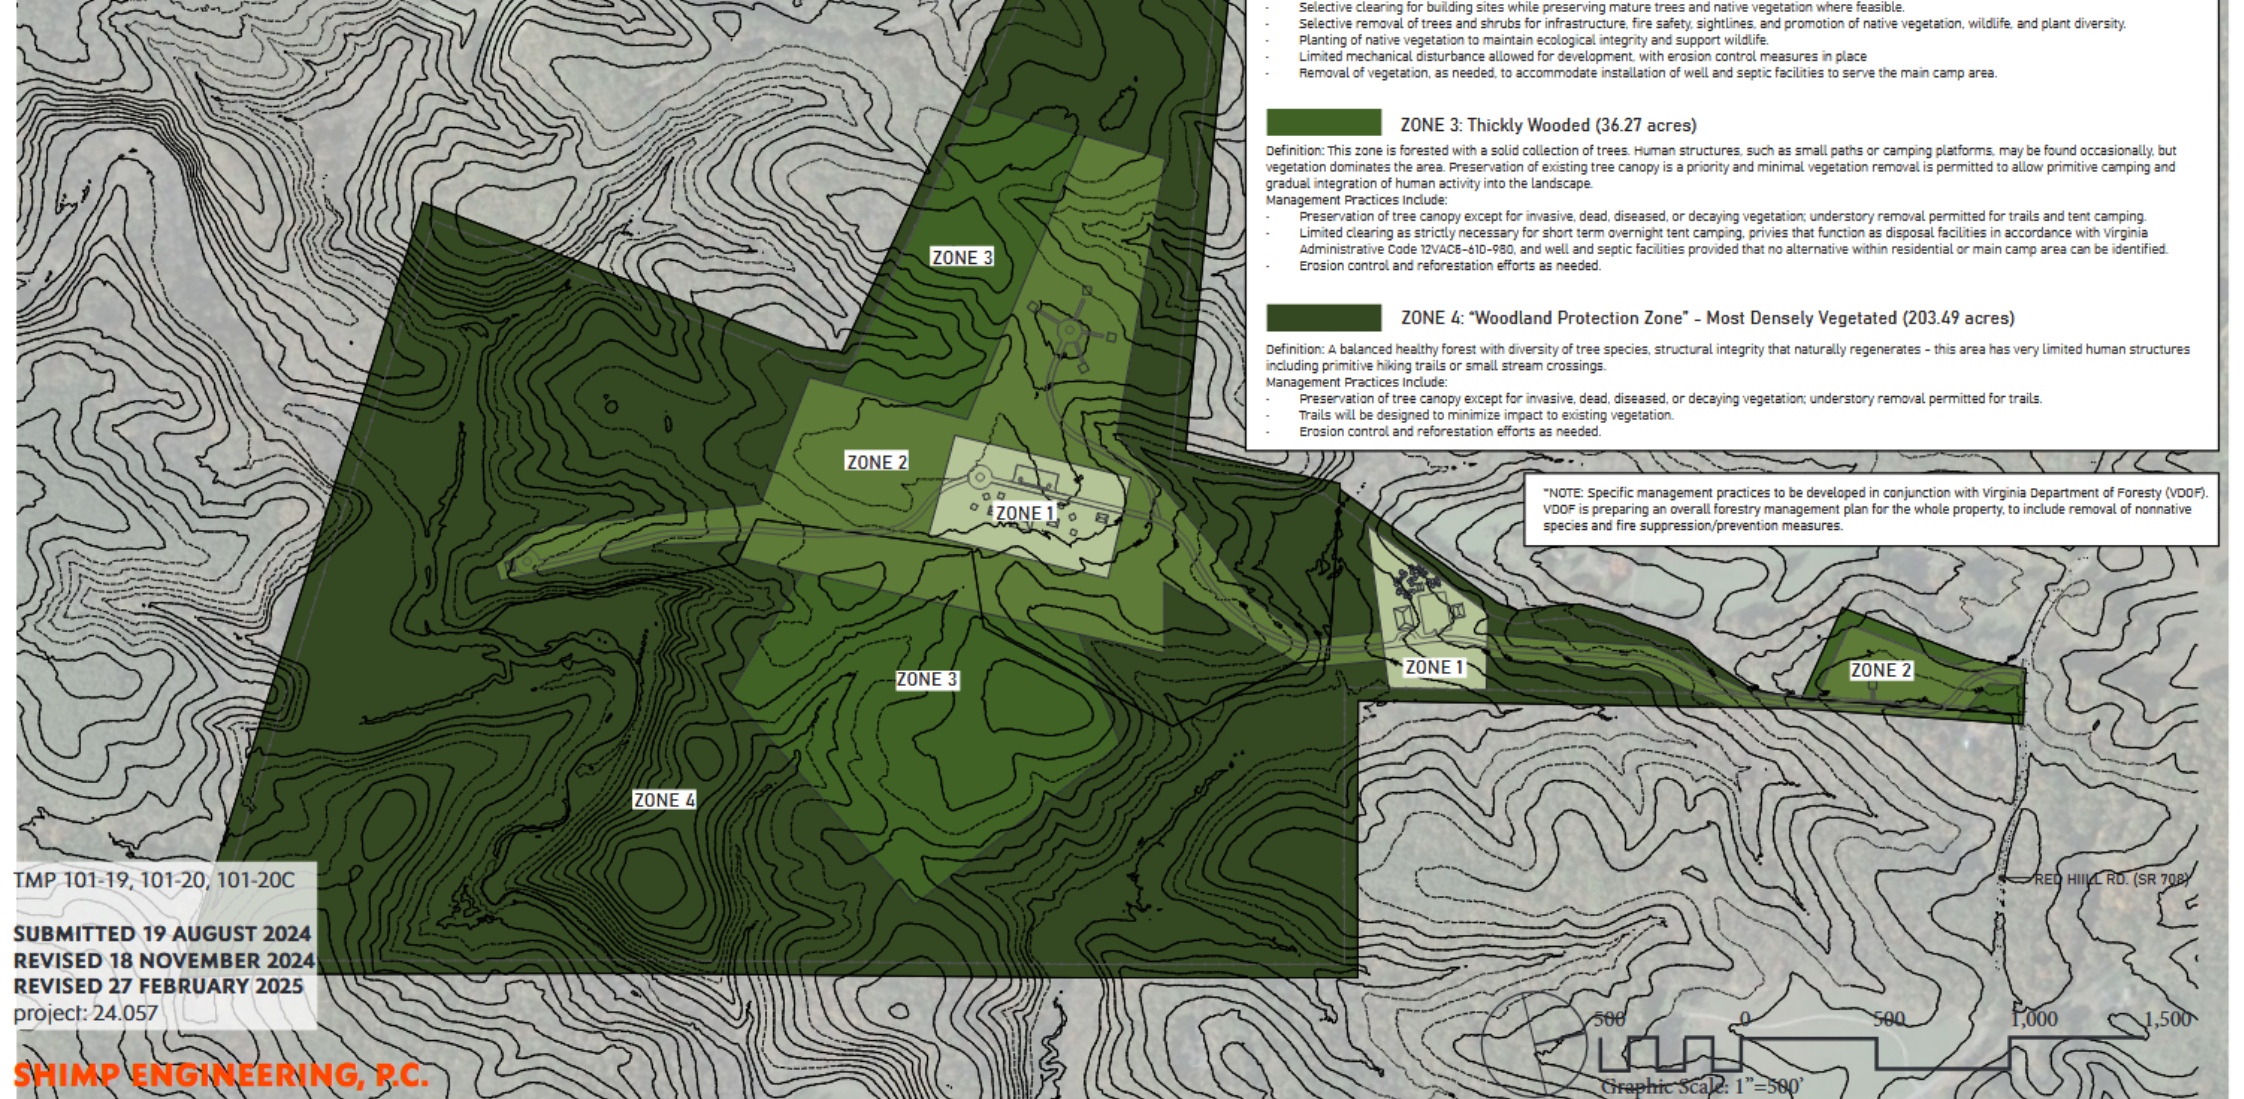 - Selective clearing for building sites while preserving mature trees and native vegetation where feasible.
- Selective removal of trees and shrubs for infrastructure, fire safety, sightlines, and promotion of native vegetation, wildlife, and plant diversity.
- Planting of native vegetation to maintain ecological integrity and support wildlife.
- Limited mechanical disturbance allowed for development, with erosion control measures in place
- Removal of vegetation, as needed, to accommodate installation of well and septic facilities to serve the main camp area.
ZONE 3: Thickly Wooded (36.27 acres)
Definition: This zone is forested with a solid collection of trees. Human structures, such as small paths or camping platforms, may be found occasionally, but
vegetation dominates the area. Preservation of existing tree canopy is a priority and minimal vegetation removal is permitted to allow primitive camping and
gradual integration of human activity into the landscape.
Management Practices Include:
- Preservation of tree canopy except for invasive, dead, diseased, or decaying vegetation; understory removal permitted for trails and tent camping.
- Limited clearing as strictly necessary for short term overnight tent camping, privies that function as disposal facilities in accordance with Virginia
Administrative Code 12VAC5-610-980, and well and septic facilities provided that no alternative within residential or main camp area can be identified.
- Erosion control and reforestation efforts as needed.
ZONE 4: "Woodland Protection Zone" - Most Densely Vegetated (203.49 acres)
Definition: A balanced healthy forest with diversity of tree species, structural integrity that naturally regenerates - this area has very limited human structures
including primitive hiking trails or small stream crossings.
Management Practices Include:
- Preservation of tree canopy except for invasive, dead, diseased, or decaying vegetation; understory removal permitted for trails.
- Trails will be designed to minimize impact to existing vegetation.
- Erosion control and reforestation efforts as needed.
*NOTE: Specific management practices to be developed in conjunction with Virginia Department of Foresty (VDOF).
VDOF is preparing an overall forestry management plan for the whole property, to include removal of nonnative
species and fire suppression/prevention measures.
ZONE 3
ZONE 2
ZONE 1
ZONE 1
ZONE 2
ZONE 3
ZONE 4
RED HIILL RD. (SR 708)
TMP 101-19, 101-20, 101-20C
SUBMITTED 19 AUGUST 2024
REVISED 18 NOVEMBER 2024
REVISED 27 FEBRUARY 2025
project: 24.057
SHIMP ENGINEERING, P.C.
500 0 500 1,000 1,500
Graphic Scale: 1"=500'